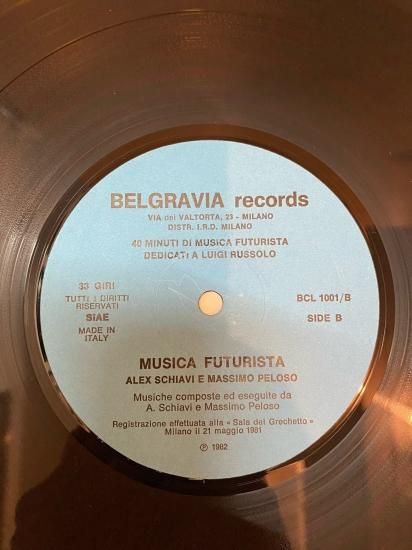 BELGRAVIA records
VIA dei VALTORTA, 23 - MILANO
DISTR. I.R.D. MILANO
40 MINUTI DI MUSICA FUTURISTA
DEDICATI A LUIGI RUSSOLO
33 GIRI
TUTTI I DIRITTI
RISERVATI
SIAE
MADE IN
ITALY
BCL 1001/B
SIDE B
MUSICA FUTURISTA
ALEX SCHIAVI E MASSIMO PELOSO
Musiche composte ed eseguite da
A. Schiavi e Massimo Peloso
Registrazione effettuata alla « Sala del Grechetto »
Milano il 21 maggio 1981
℗ 1982